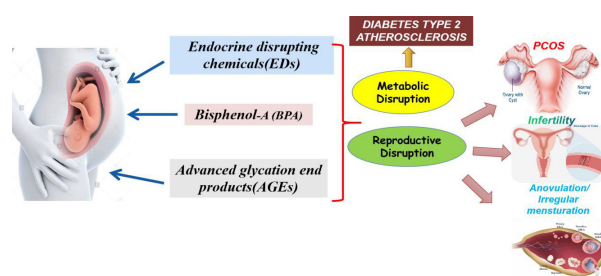 Endocrine disrupting
chemicals(EDs)
Bisphenol-A (BPA)
Advanced glycation end
products(AGEs)
DIABETES TYPE 2
ATHEROSCLEROSIS
Metabolic
Disruption
Reproductive
Disruption
PCOS
Ovary with
Cyst
Normal
Ovary
Infertility
Anovulation/
Irregular
mensturation